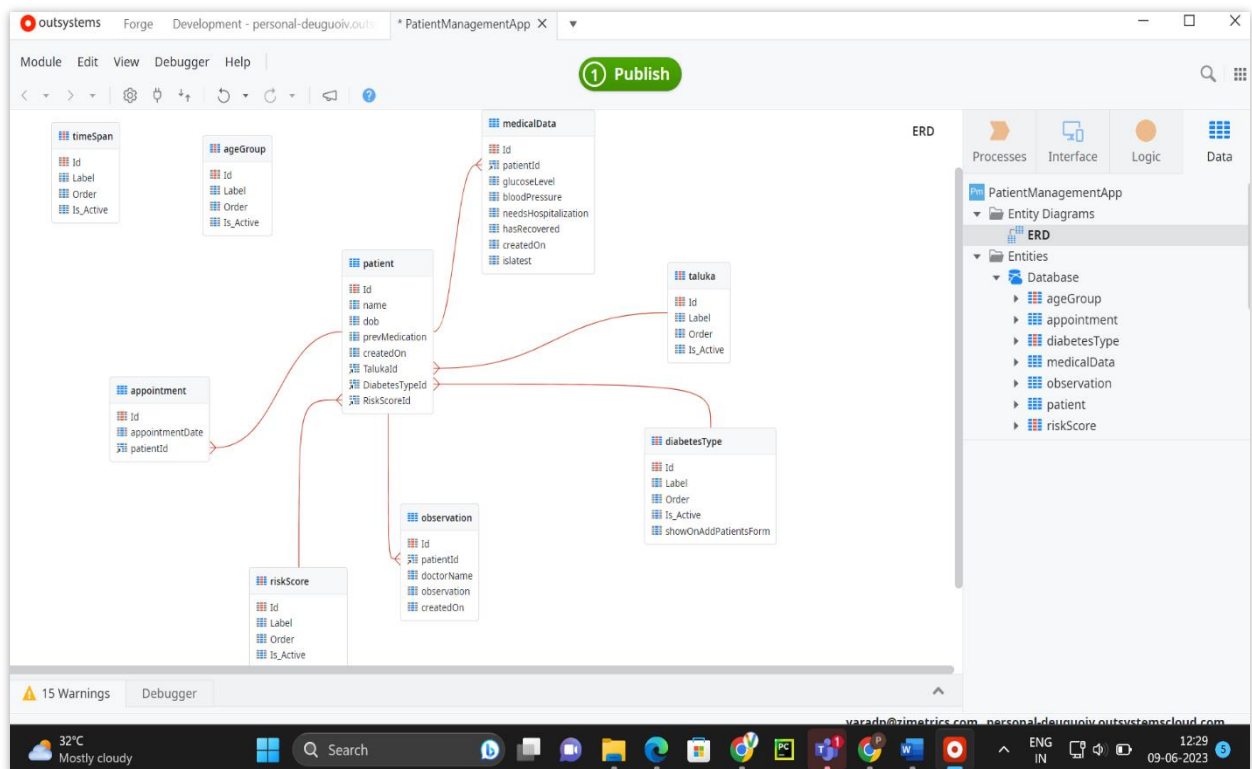 outsystems Forge Development - personal-deuguoiv.outs * PatientManagementApp X
Module Edit View Debugger Help
1 Publish
timeSpan
Id
Label
Order
Is_Active
ageGroup
Id
Label
Order
Is_Active
medicalData
Id
patientId
glucoseLevel
bloodPressure
needsHospitalization
hasRecovered
createdOn
islatest
ERD
patient
Id
name
dob
prevMedication
createdOn
TalukaId
DiabetesTypeId
RiskScoreId
taluka
Id
Label
Order
Is_Active
appointment
Id
appointmentDate
patientId
diabetesType
Id
Label
Order
Is_Active
showOnAddPatientsForm
observation
Id
patientId
doctorName
observation
createdOn
riskScore
Id
Label
Order
Is_Active
Processes Interface Logic Data
Pm PatientManagementApp
Entity Diagrams
ERD
Entities
Database
ageGroup
appointment
diabetesType
medicalData
observation
patient
riskScore
15 Warnings Debugger
varadp@zimetrics.com personal-deuguoiv.outsystemscloud.com
32°C
Mostly cloudy
Search
ENG
IN
12:29
09-06-2023
5